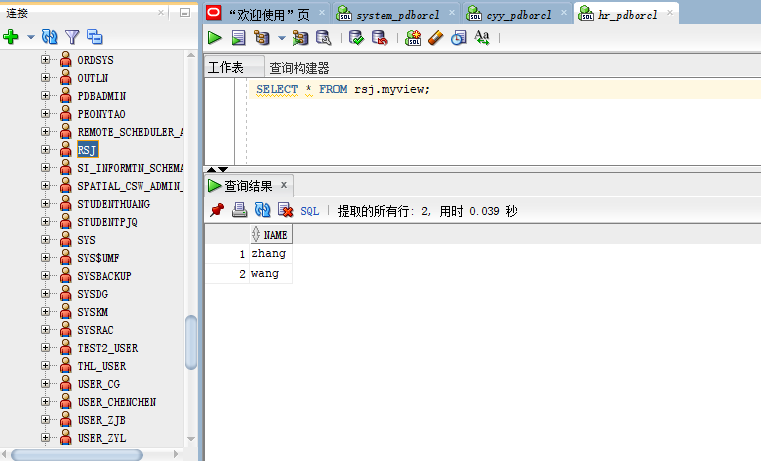 连接
“欢迎使用”页
system_pdborcl
cyy_pdborcl
hr_pdborcl
ORDSYS
OUTLN
PDBADMIN
PEONYTAO
REMOTE_SCHEDULER_A
RSJ
SI_INFORMTN_SCHEMA
SPATIAL_CSW_ADMIN_
STUDENTHUANG
STUDENTPJQ
SYS
SYS$UMF
SYSBACKUP
SYSDG
SYSKM
SYSRAC
TEST2_USER
THL_USER
USER_CG
USER_CHENCHEN
USER_ZJB
USER_ZYL
工作表 查询构建器
SELECT * FROM rsj.myview;
查询结果
SQL | 提取的所有行: 2, 用时 0.039 秒
NAME
1 zhang
2 wang